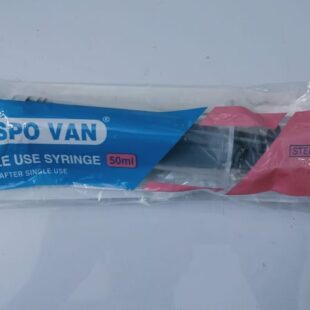 SPO VAN®
LE USE SYRINGE 50ml
AFTER SINGLE USE
STE